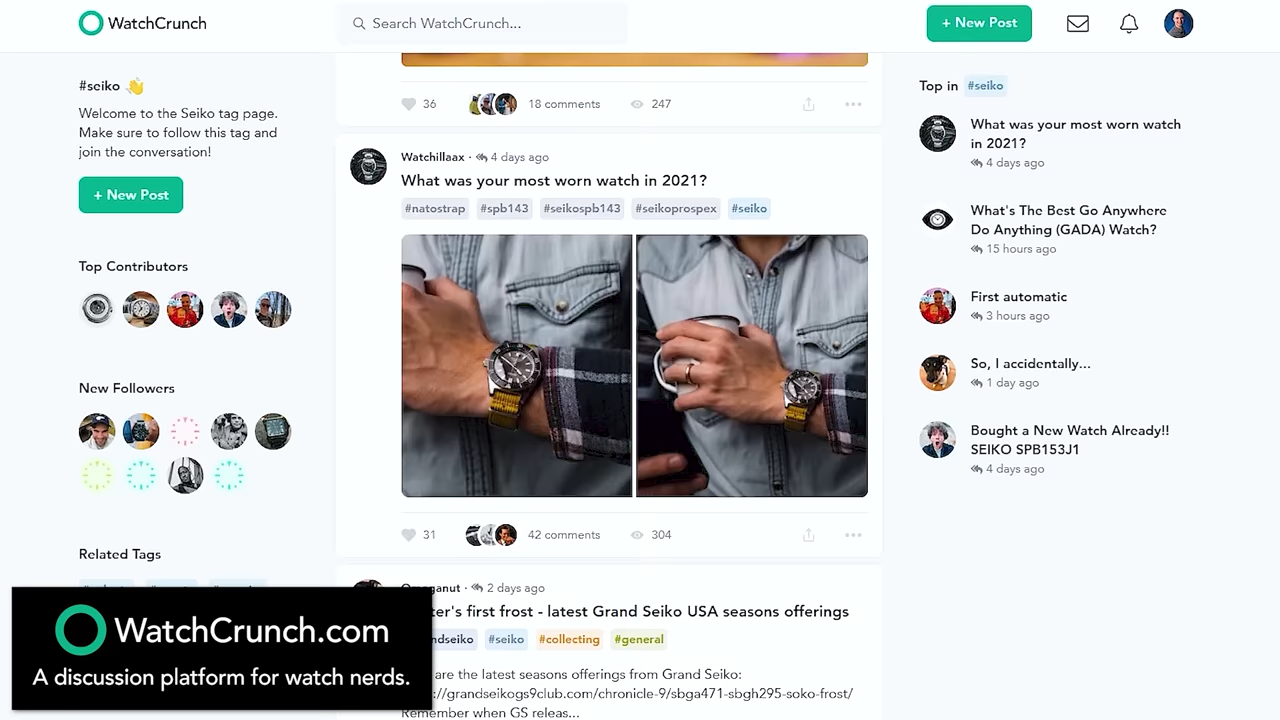 WatchCrunch
Search WatchCrunch...
+ New Post
#seiko 👋
Welcome to the Seiko tag page.
Make sure to follow this tag and
join the conversation!
+ New Post
Top Contributors
New Followers
Related Tags
36
18 comments
247
Watchillaax · 4 days ago
What was your most worn watch in 2021?
#natostrap #spb143 #seikospb143 #seikoprospex #seiko
31
42 comments
304
nut · 2 days ago
ter's first frost - latest Grand Seiko USA seasons offerings
ndseiko #seiko #collecting #general
are the latest seasons offerings from Grand Seiko:
://grandseikogs9club.com/chronicle-9/sbga471-sbgh295-soko-frost/
Remember when GS releas...
Top in #seiko
What was your most worn watch
in 2021?
4 days ago
What's The Best Go Anywhere
Do Anything (GADA) Watch?
15 hours ago
First automatic
3 hours ago
So, I accidentally...
1 day ago
Bought a New Watch Already!!
SEIKO SPB153J1
4 days ago
WatchCrunch.com
A discussion platform for watch nerds.